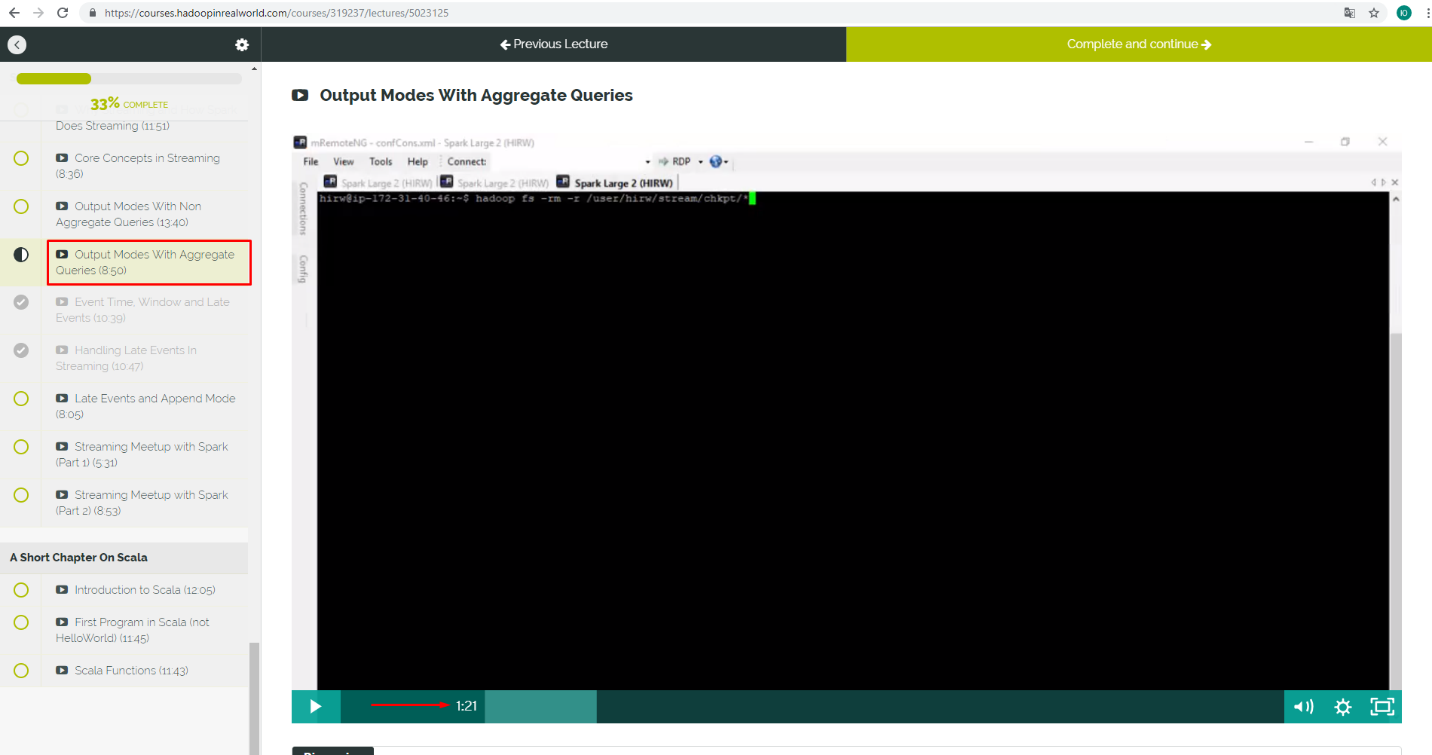 https://courses.hadoopinrealworld.com/courses/319237/lectures/5023125
IO
Previous Lecture
Complete and continue
33% COMPLETE
Does Streaming (11:51)
Core Concepts in Streaming
(8:36)
Output Modes With Non
Aggregate Queries (13:40)
Output Modes With Aggregate
Queries (8:50)
Event Time, Window and Late
Events (10:39)
Handling Late Events In
Streaming (10:47)
Late Events and Append Mode
(8:05)
Streaming Meetup with Spark
(Part 1) (5:31)
Streaming Meetup with Spark
(Part 2) (8:53)
A Short Chapter On Scala
Introduction to Scala (12:05)
First Program in Scala (not
HelloWorld) (11:45)
Scala Functions (11:43)
Output Modes With Aggregate Queries
mRemoteNG - confCons.xml - Spark Large 2 (HIRW)
File View Tools Help Connect: RDP
Spark Large 2 (HIRW) Spark Large 2 (HIRW) Spark Large 2 (HIRW)
Connections
Config
hirw@ip-172-31-40-46:~$ hadoop fs -rm -r /user/hirw/stream/chkpt/*
1:21